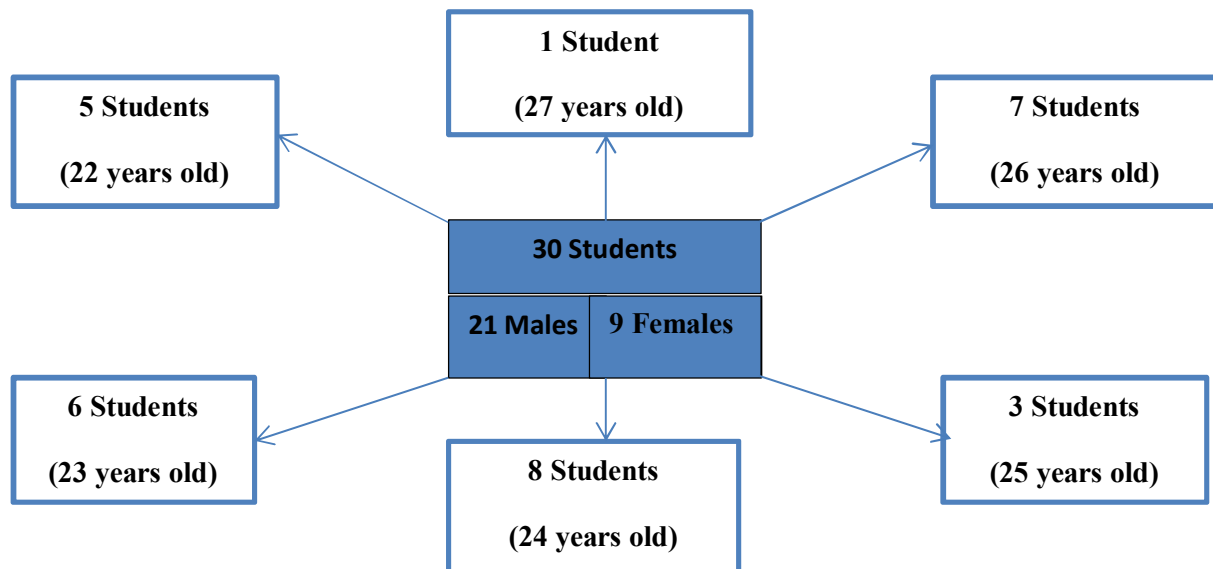 1 Student
(27 years old)
5 Students
(22 years old)
7 Students
(26 years old)
30 Students
21 Males
9 Females
6 Students
(23 years old)
8 Students
(24 years old)
3 Students
(25 years old)